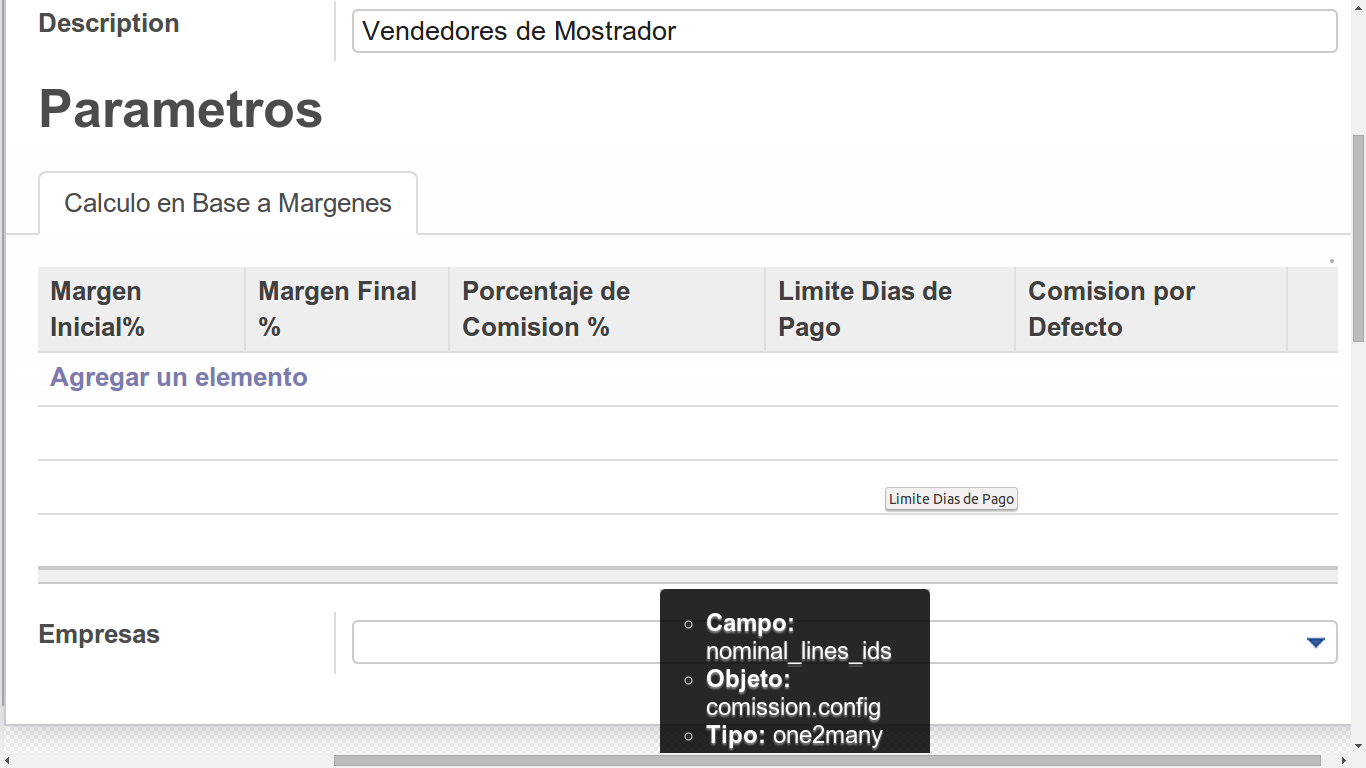 Description
Vendedores de Mostrador
Parametros
Calculo en Base a Margenes
Margen Inicial%
Margen Final %
Porcentaje de Comision %
Limite Dias de Pago
Comision por Defecto
Agregar un elemento
Limite Dias de Pago
Empresas
Campo:
nominal_lines_ids
Objeto:
comission.config
Tipo: one2many